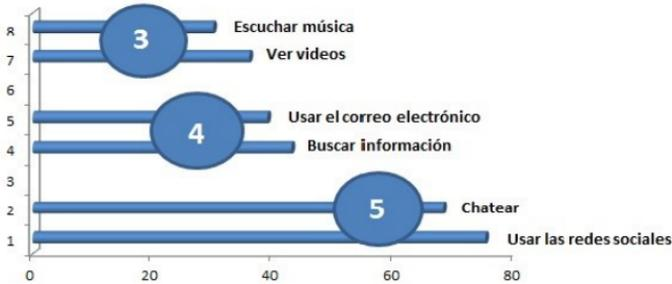 8
3
Escuchar música
7
Ver videos
6
5
Usar el correo electrónico
4
4
Buscar información
3
2
5
Chatear
1
Usar las redes sociales
0 20 40 60 80